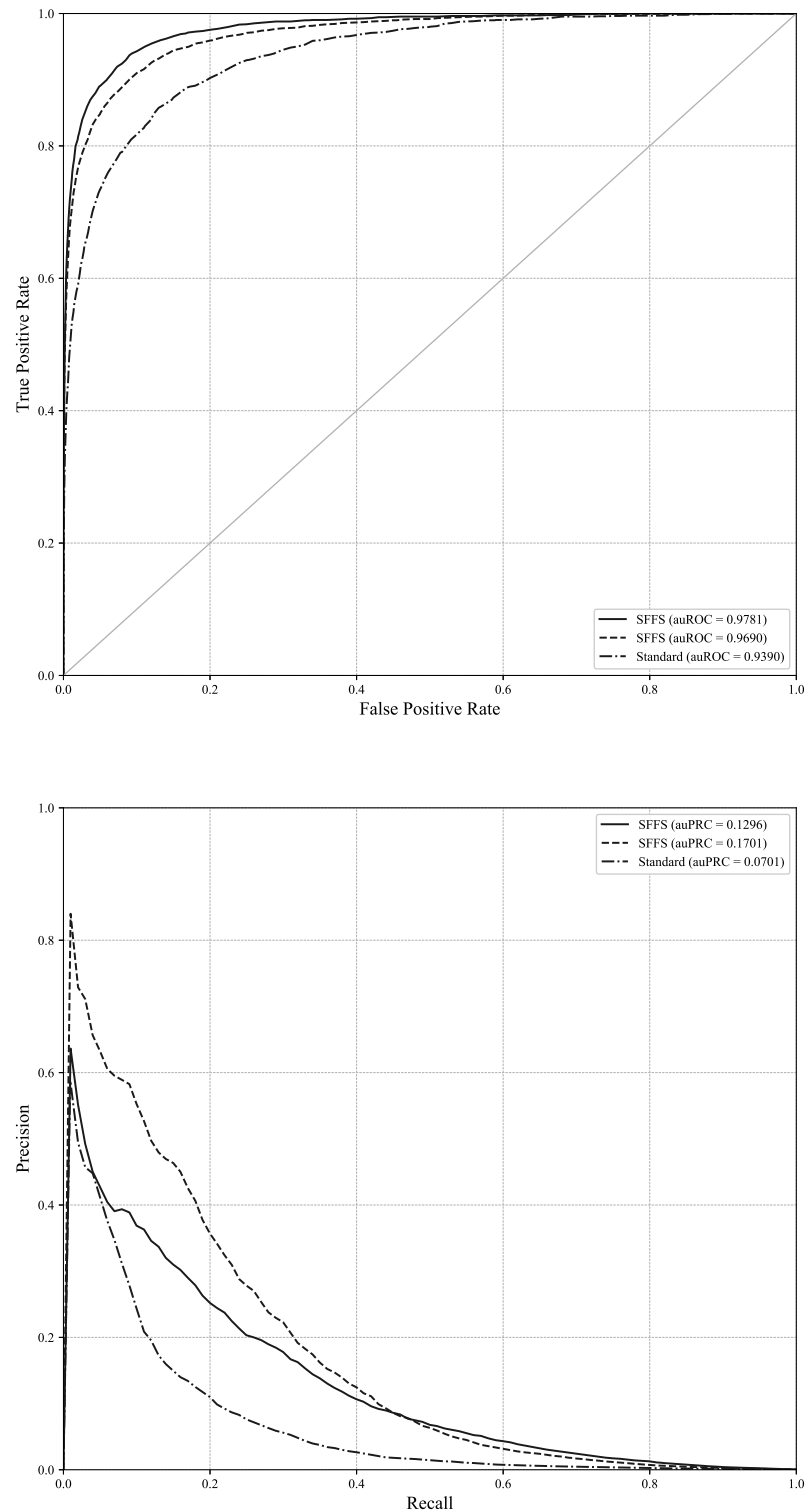 1.0
0.8
0.6
0.4
0.2
0.0
True Positive Rate
SFFS (auROC = 0.9781)
SFFS (auROC = 0.9690)
Standard (auROC = 0.9390)
0.0 0.2 0.4 0.6 0.8 1.0
False Positive Rate
1.0
0.8
0.6
0.4
0.2
0.0
Precision
SFFS (auPRC = 0.1296)
SFFS (auPRC = 0.1701)
Standard (auPRC = 0.0701)
0.0 0.2 0.4 0.6 0.8 1.0
Recall